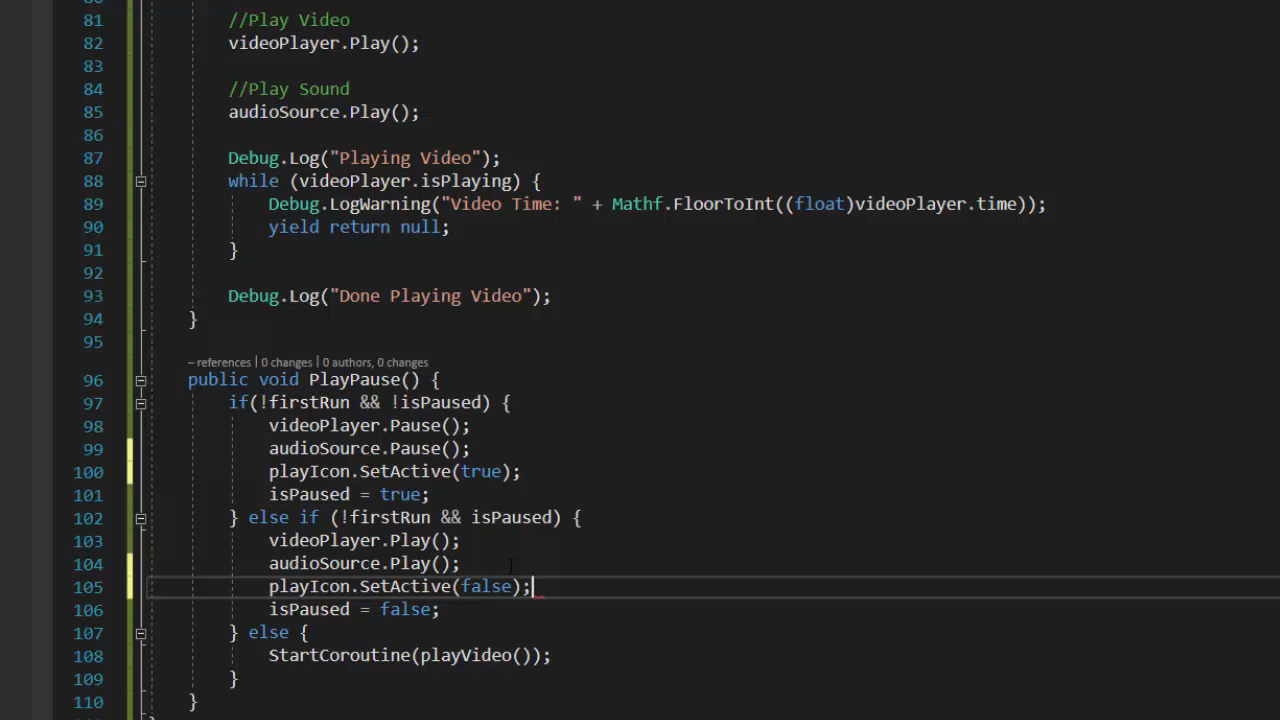 81 //Play Video
82 videoPlayer.Play();
83
84 //Play Sound
85 audioSource.Play();
86
87 Debug.Log("Playing Video");
88 while (videoPlayer.isPlaying) {
89 Debug.LogWarning("Video Time: " + Mathf.FloorToInt((float)videoPlayer.time));
90 yield return null;
91 }
92
93 Debug.Log("Done Playing Video");
94 }
95
– references | 0 changes | 0 authors, 0 changes
96 public void PlayPause() {
97 if(!firstRun && !isPaused) {
98 videoPlayer.Pause();
99 audioSource.Pause();
100 playIcon.SetActive(true);
101 isPaused = true;
102 } else if (!firstRun && isPaused) {
103 videoPlayer.Play();
104 audioSource.Play();
105 playIcon.SetActive(false);
106 isPaused = false;
107 } else {
108 StartCoroutine(playVideo());
109 }
110 }